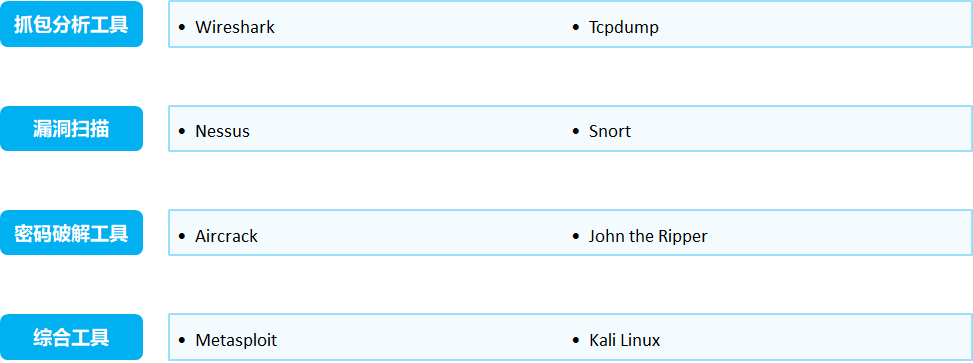 抓包分析工具
• Wireshark • Tcpdump
漏洞扫描
• Nessus • Snort
密码破解工具
• Aircrack • John the Ripper
综合工具
• Metasploit • Kali Linux